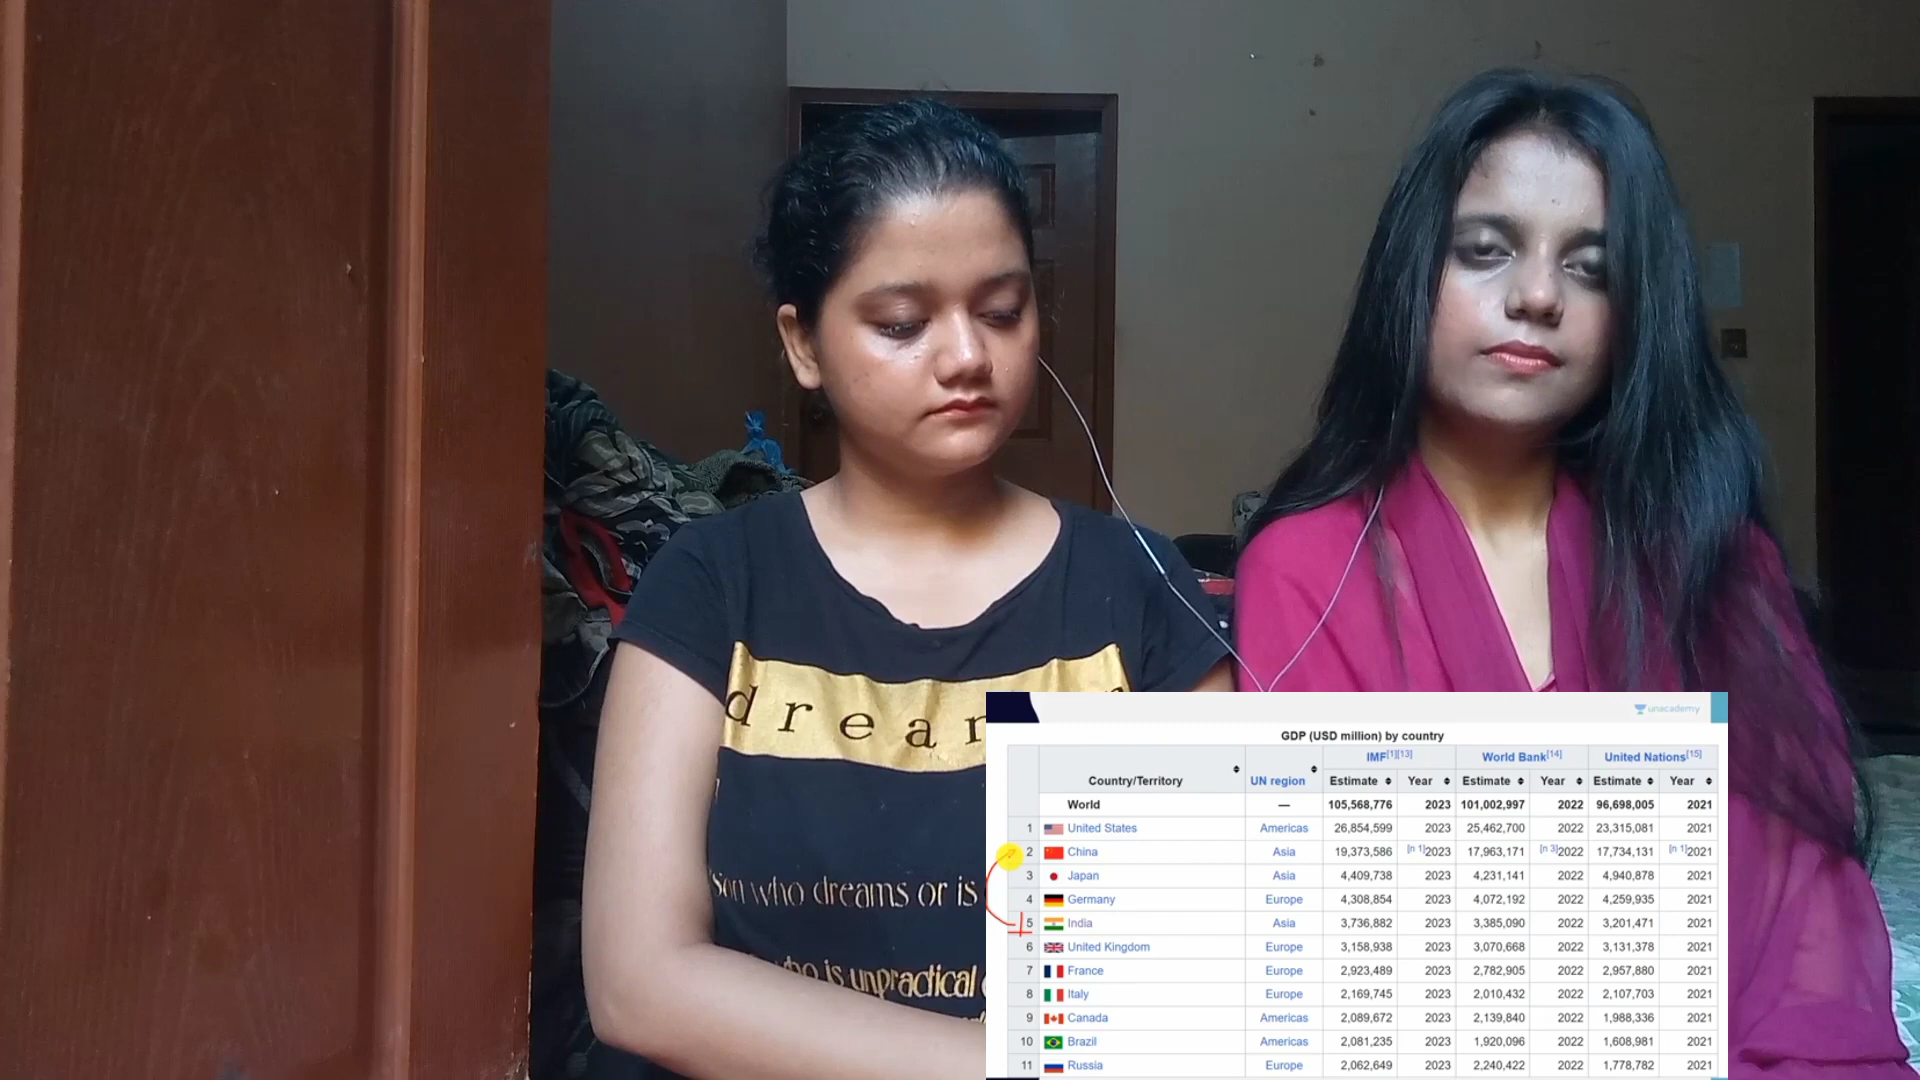 drear
son who dreams or is
who is unpractical
unacademy
GDP (USD million) by country
Country/Territory UN region IMF[1][13] World Bank[14] United Nations[15]
Estimate Year Estimate Year Estimate Year
World — 105,568,776 2023 101,002,997 2022 96,698,005 2021
1 United States Americas 26,854,599 2023 25,462,700 2022 23,315,081 2021
2 China Asia 19,373,586 [n 1]2023 17,963,171 [n 3]2022 17,734,131 [n 1]2021
3 Japan Asia 4,409,738 2023 4,231,141 2022 4,940,878 2021
4 Germany Europe 4,308,854 2023 4,072,192 2022 4,259,935 2021
5 India Asia 3,736,882 2023 3,385,090 2022 3,201,471 2021
6 United Kingdom Europe 3,158,938 2023 3,070,668 2022 3,131,378 2021
7 France Europe 2,923,489 2023 2,782,905 2022 2,957,880 2021
8 Italy Europe 2,169,745 2023 2,010,432 2022 2,107,703 2021
9 Canada Americas 2,089,672 2023 2,139,840 2022 1,988,336 2021
10 Brazil Americas 2,081,235 2023 1,920,096 2022 1,608,981 2021
11 Russia Europe 2,062,649 2023 2,240,422 2022 1,778,782 2021